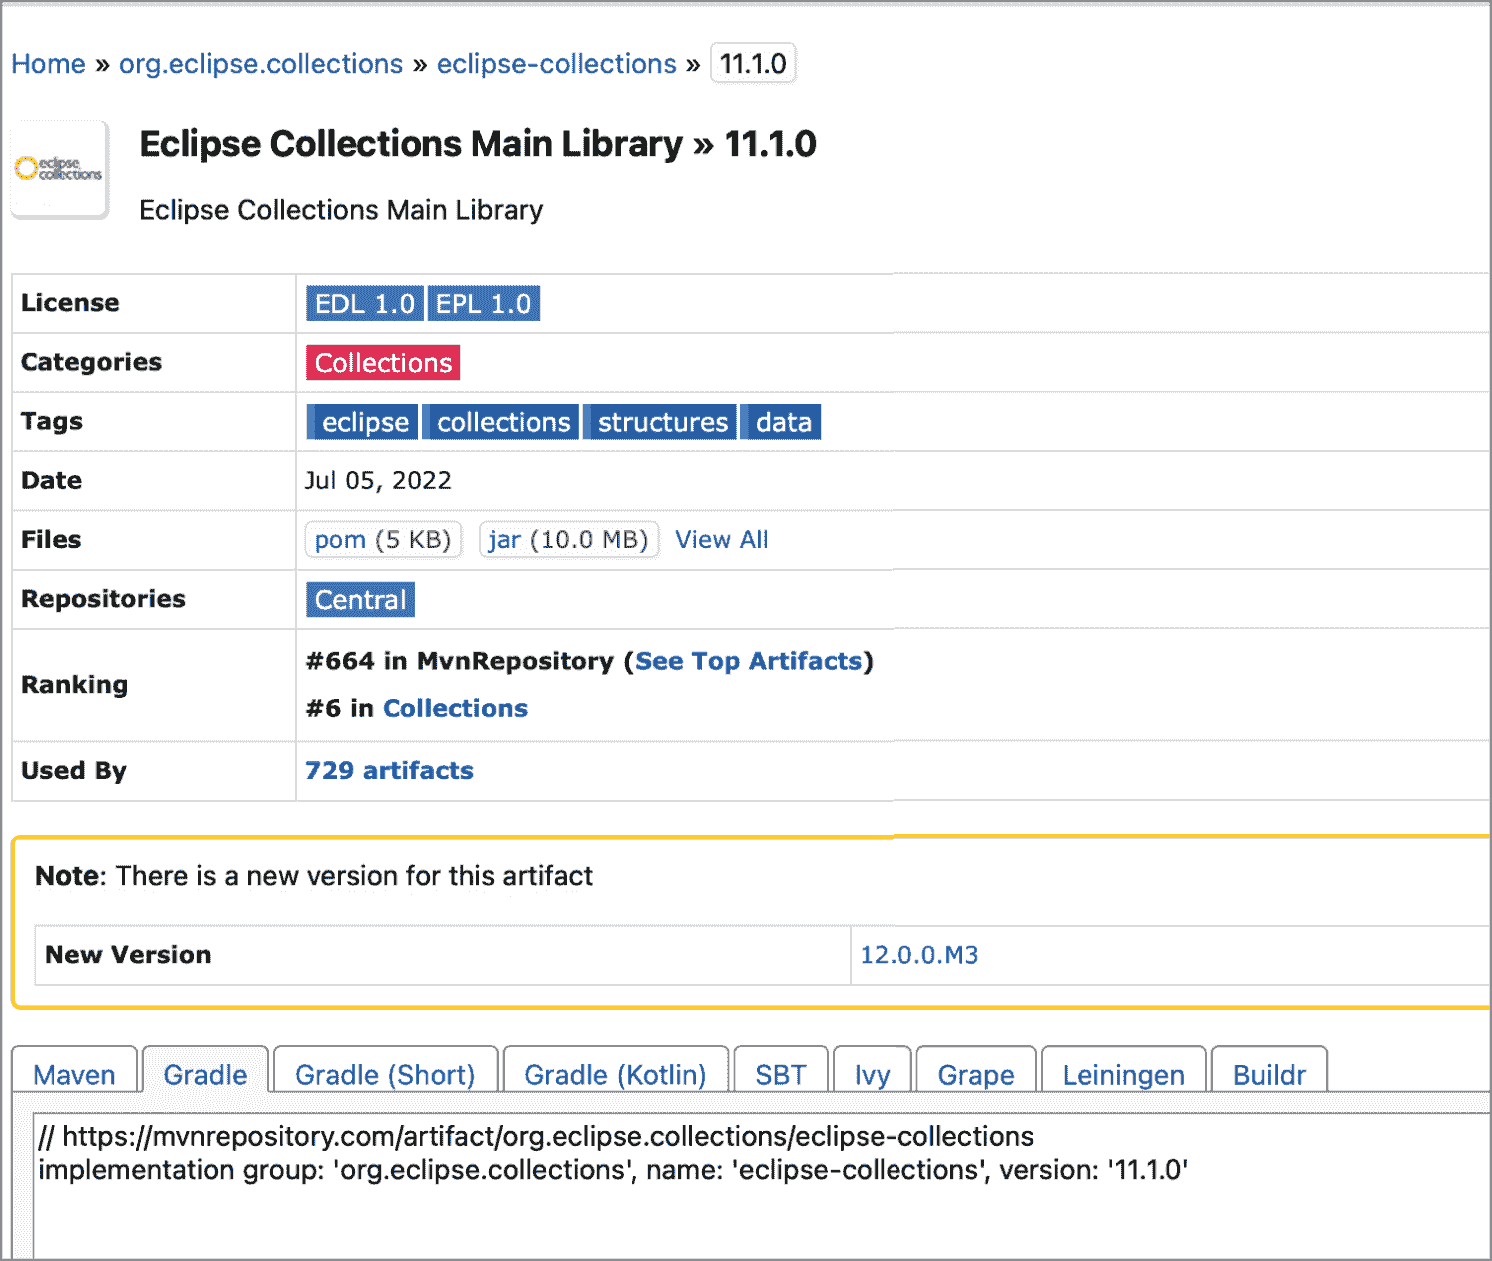 Home » org.eclipse.collections » eclipse-collections » 11.1.0
eclipse
collections
Eclipse Collections Main Library » 11.1.0
Eclipse Collections Main Library
License EDL 1.0 EPL 1.0
Categories Collections
Tags eclipse collections structures data
Date Jul 05, 2022
Files pom (5 KB) jar (10.0 MB) View All
Repositories Central
Ranking #664 in MvnRepository (See Top Artifacts)
#6 in Collections
Used By 729 artifacts
Note: There is a new version for this artifact
New Version 12.0.0.M3
Maven Gradle Gradle (Short) Gradle (Kotlin) SBT Ivy Grape Leiningen Buildr
// https://mvnrepository.com/artifact/org.eclipse.collections/eclipse-collections
implementation group: 'org.eclipse.collections', name: 'eclipse-collections', version: '11.1.0'